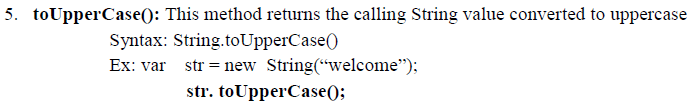 5. toUpperCase(): This method returns the calling String value converted to uppercase
Syntax: String.toUpperCase()
Ex: var str = new String(“welcome”);
str. toUpperCase();